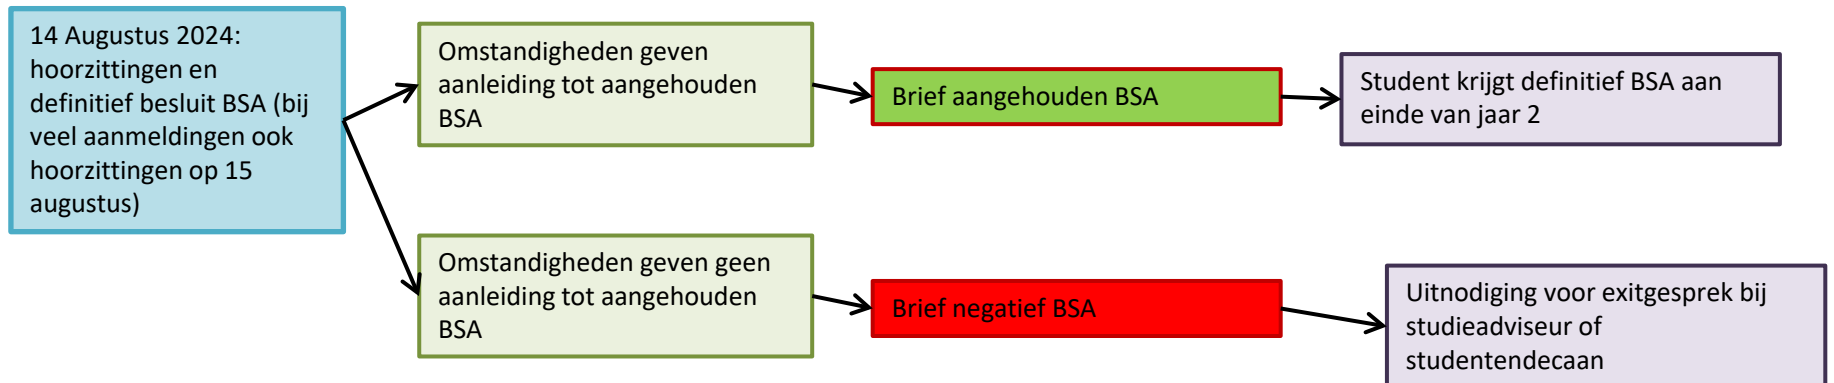 14 Augustus 2024:
hoorzittingen en
definitief besluit BSA (bij
veel aanmeldingen ook
hoorzittingen op 15
augustus)
Omstandigheden geven
aanleiding tot aangehouden
BSA
Brief aangehouden BSA
Student krijgt definitief BSA aan
einde van jaar 2
Omstandigheden geven geen
aanleiding tot aangehouden
BSA
Brief negatief BSA
Uitnodiging voor exitgesprek bij
studieadviseur of
studentendecaan